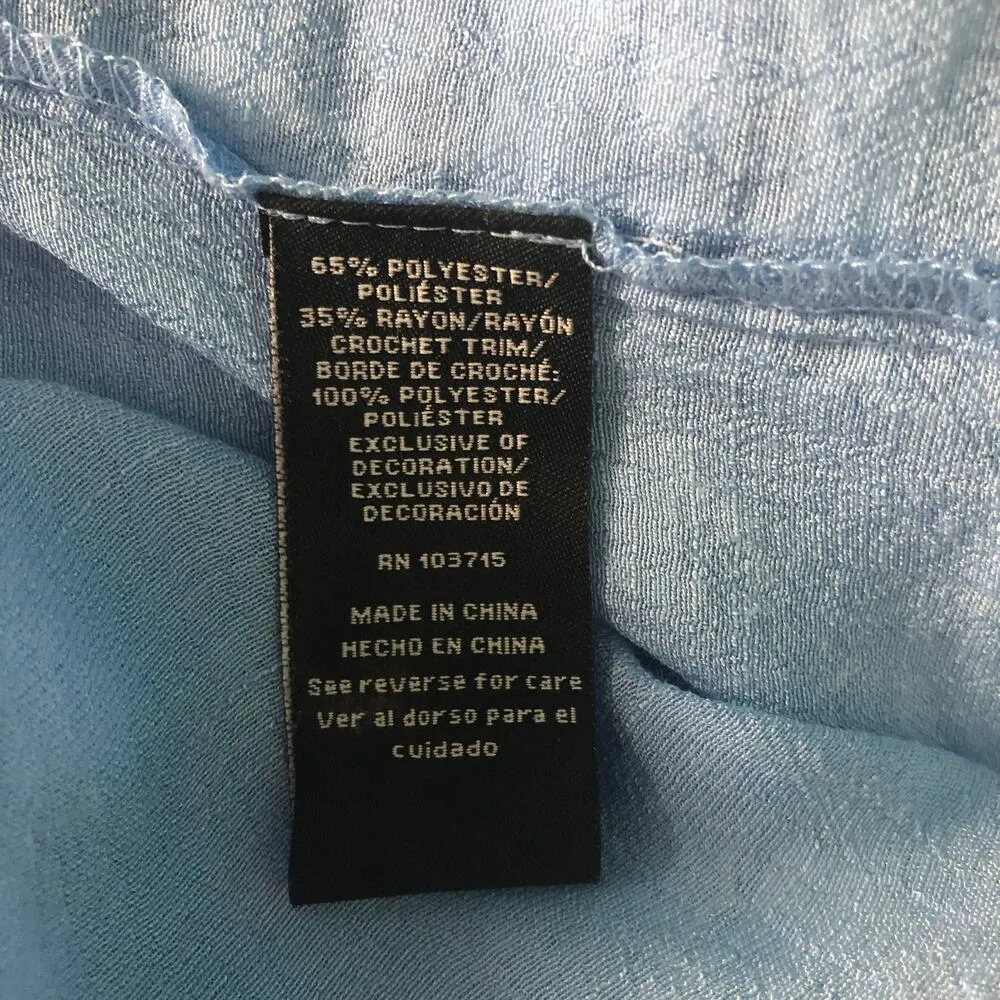 65% POLYESTER/
POLIÉSTER
35% RAYON/RAYÓN
CROCHET TRIM/
BORDE DE CROCHÉ:
100% POLYESTER/
POLIÉSTER
EXCLUSIVE OF
DECORATION/
EXCLUSIVO DE
DECORACIÓN
RN 103715
MADE IN CHINA
HECHO EN CHINA
See reverse for care
Ver al dorso para el
cuidado